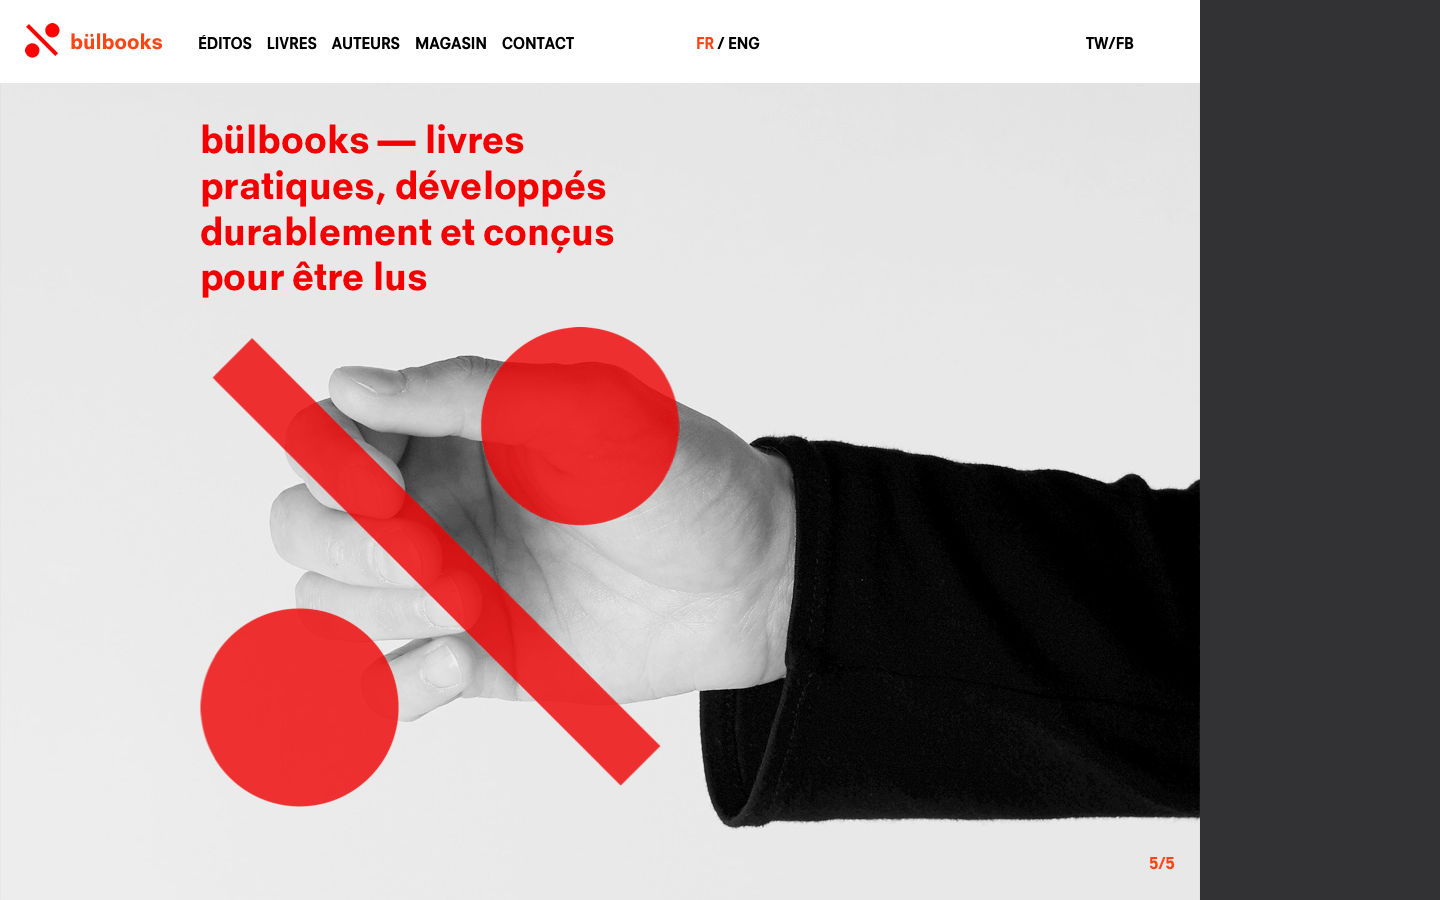 bülbooks
ÉDITOS LIVRES AUTEURS MAGASIN CONTACT
FR / ENG
TW/FB
bülbooks — livres
pratiques, développés
durablement et conçus
pour être lus
5/5